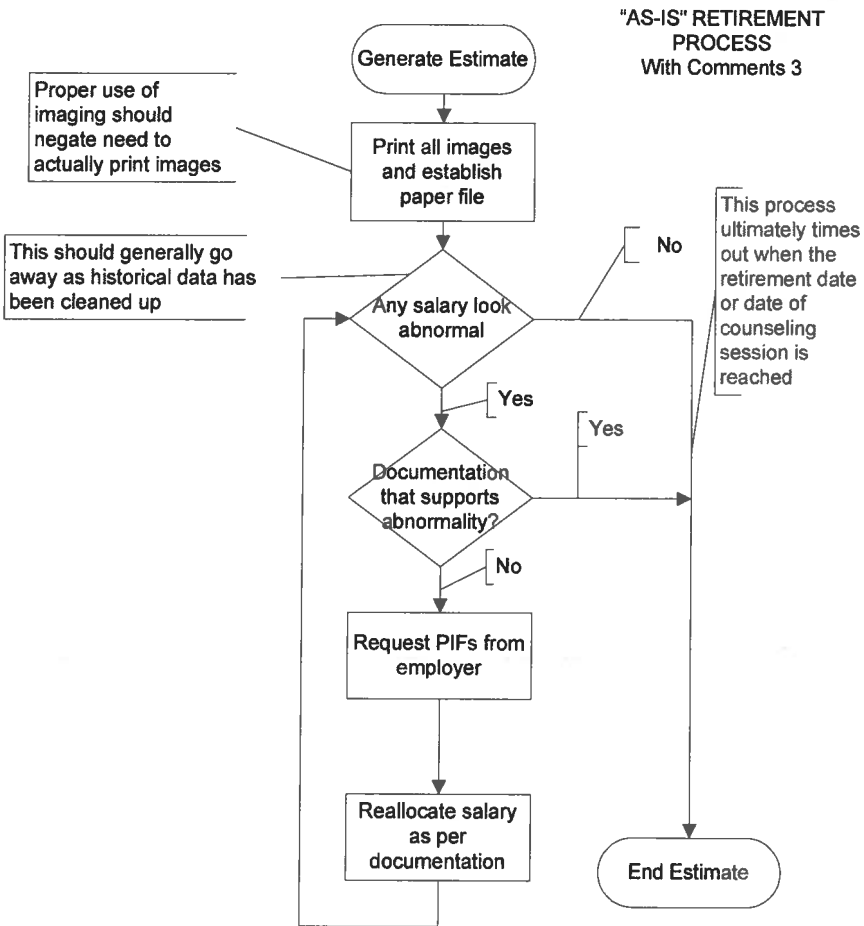 "AS-IS" RETIREMENT
PROCESS
With Comments 3
Generate Estimate
Proper use of
imaging should
negate need to
actually print images
Print all images
and establish
paper file
This should generally go
away as historical data has
been cleaned up
Any salary look
abnormal
No
This process
ultimately times
out when the
retirement date
or date of
counseling
session is
reached
Yes
Documentation
that supports
abnormality?
Yes
No
Request PIFs from
employer
Reallocate salary
as per
documentation
End Estimate